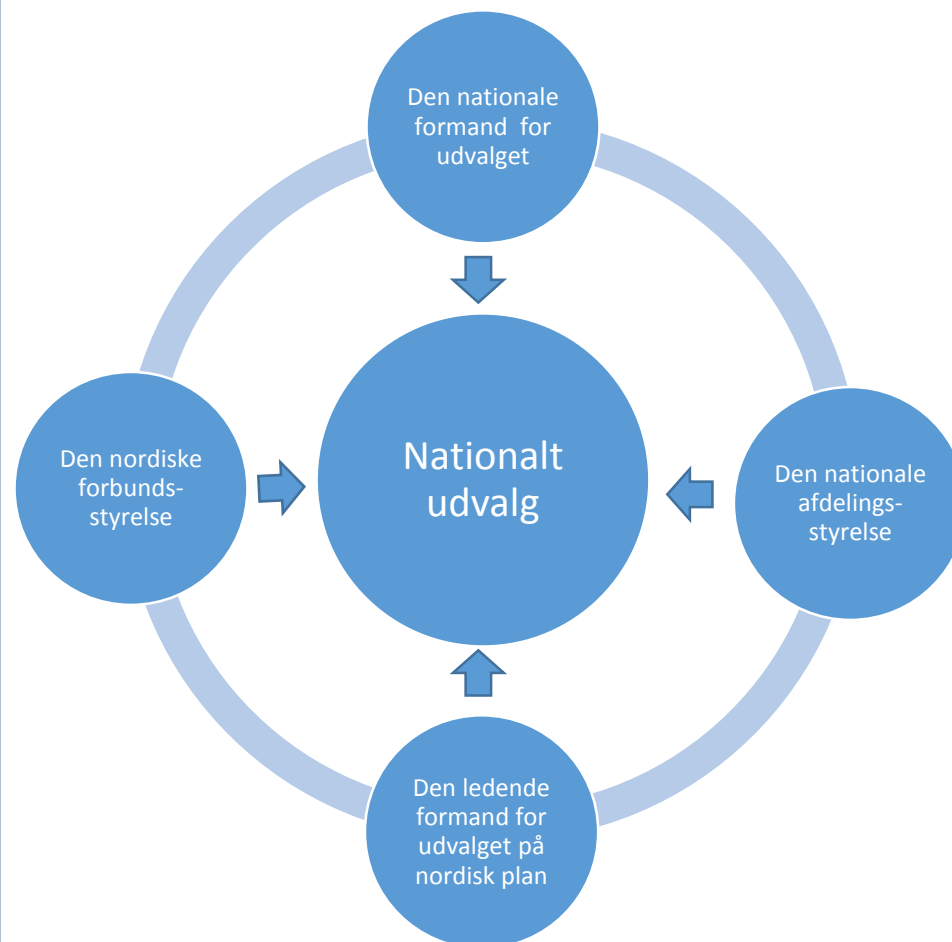 Den nationale
formand for
udvalget
Nationalt
udvalg
Den nordiske
forbunds-
styrelse
Den nationale
afdelings-
styrelse
Den ledende
formand for
udvalget på
nordisk plan